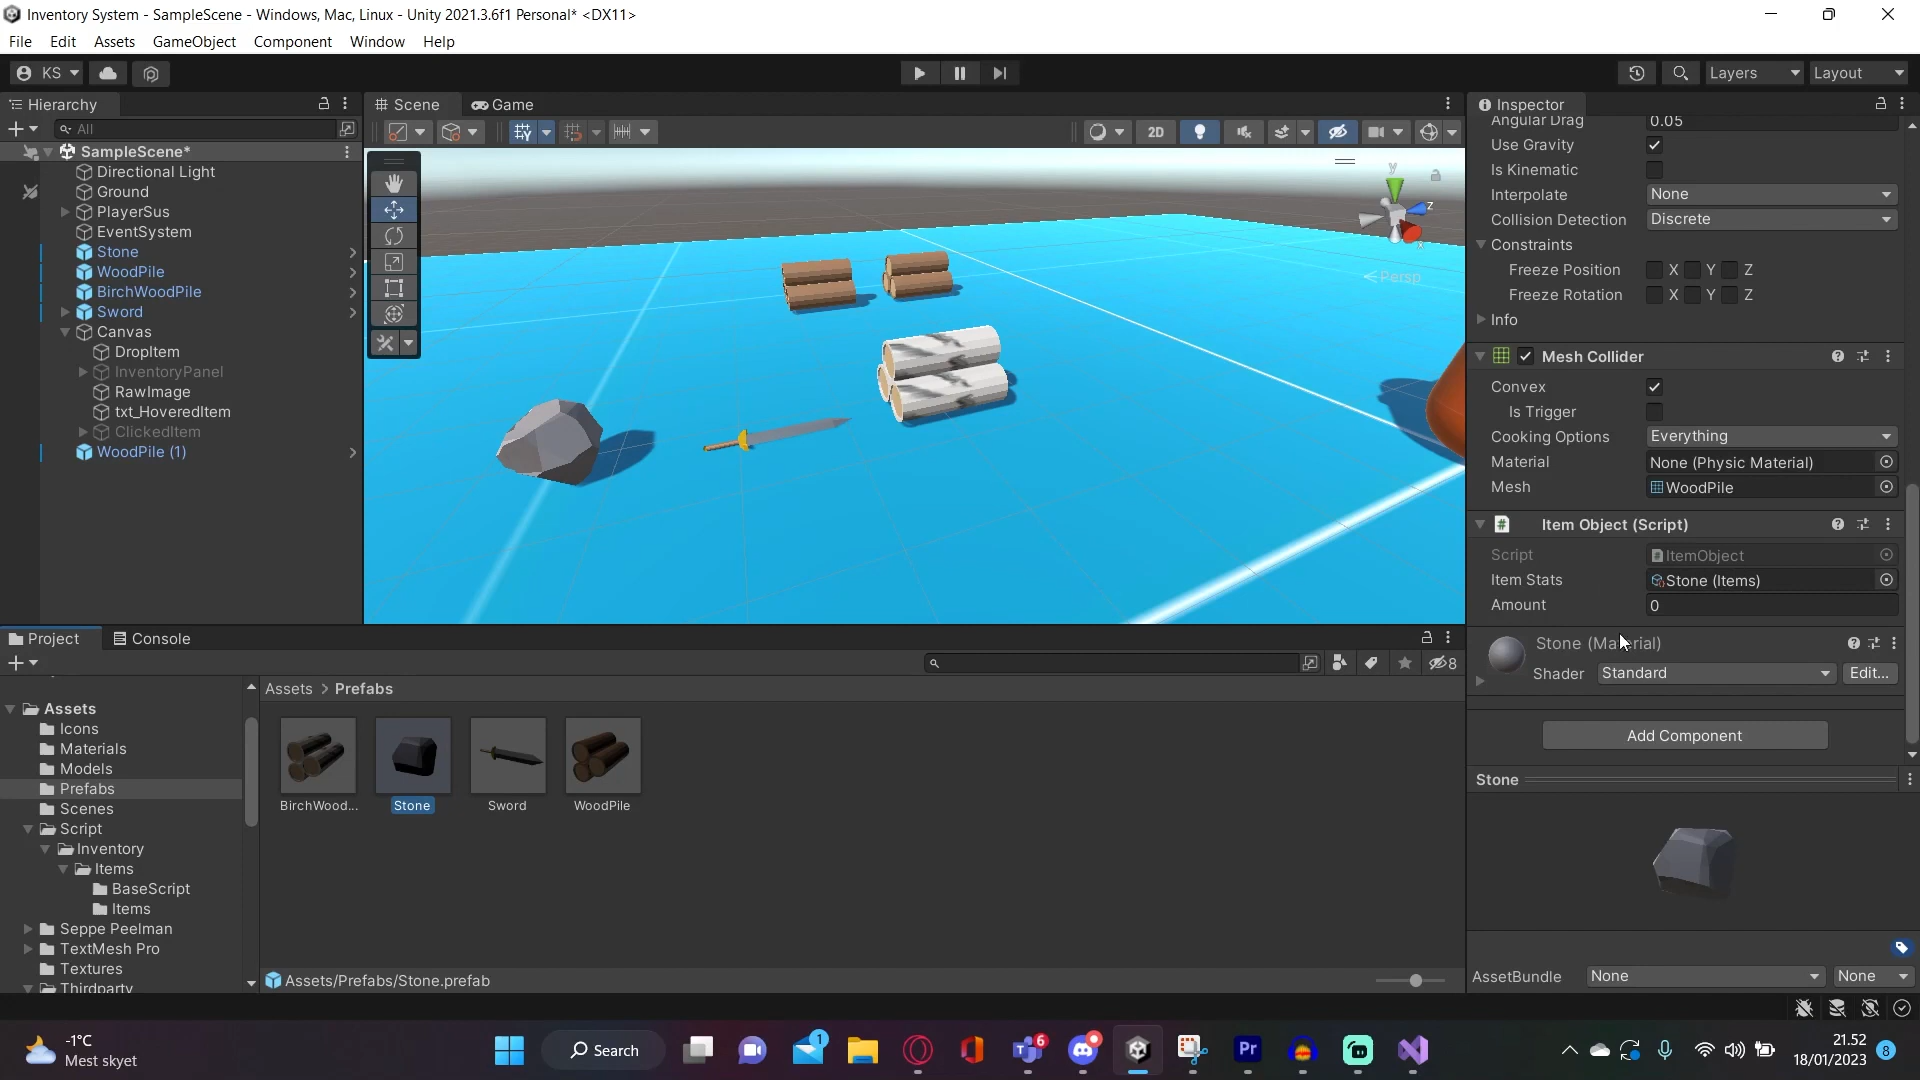 Inventory System - SampleScene - Windows, Mac, Linux - Unity 2021.3.6f1 Personal* <DX11>
File Edit Assets GameObject Component Window Help
KS
Layers
Layout
Hierarchy
All
SampleScene*
Directional Light
Ground
PlayerSus
EventSystem
Stone
WoodPile
BirchWoodPile
Sword
Canvas
DropItem
InventoryPanel
RawImage
txt_HoveredItem
ClickedItem
WoodPile (1)
Scene Game
2D
y
z
x
Persp
Inspector
Angular Drag 0.05
Use Gravity
Is Kinematic
Interpolate None
Collision Detection Discrete
Constraints
Freeze Position X Y Z
Freeze Rotation X Y Z
Info
Mesh Collider
Convex
Is Trigger
Cooking Options Everything
Material None (Physic Material)
Mesh WoodPile
Item Object (Script)
Script ItemObject
Item Stats Stone (Items)
Amount 0
Stone (Material)
Shader Standard Edit...
Add Component
Stone
AssetBundle None None
Project Console
8
Assets
Icons
Materials
Models
Prefabs
Scenes
Script
Inventory
Items
BaseScript
Items
Seppe Peelman
TextMesh Pro
Textures
Thirdparty
Assets > Prefabs
BirchWood... Stone Sword WoodPile
Assets/Prefabs/Stone.prefab
-1°C
Mest skyet
Search
1
6
Pr
21.52
18/01/2023
8